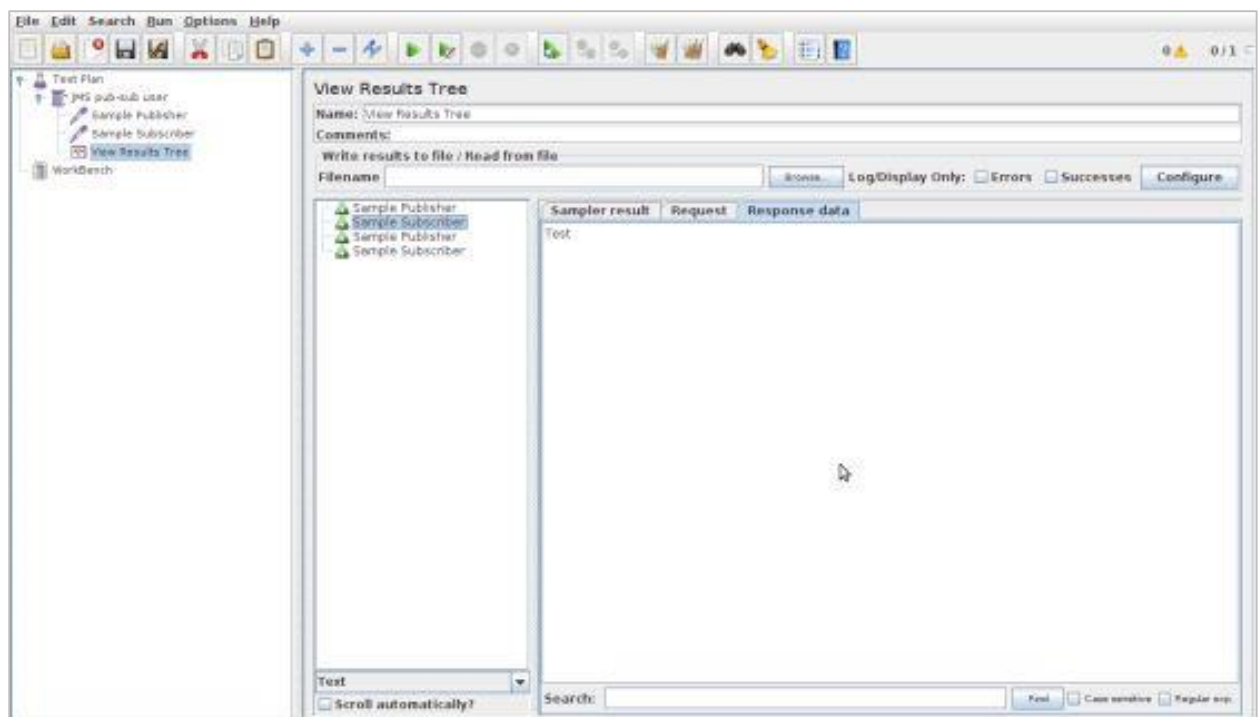 File Edit Search Run Options Help
0 0/1
Test Plan
JMS pub-sub user
Sample Publisher
Sample Subscriber
View Results Tree
WorkBench
View Results Tree
Name: View Results Tree
Comments:
Write results to file / Read from file
Filename Browse... Log/Display Only: Errors Successes Configure
Sample Publisher
Sample Subscriber
Sample Publisher
Sample Subscriber
Sampler result Request Response data
Test
Text
Scroll automatically?
Search: Find Case sensitive Regular exp.